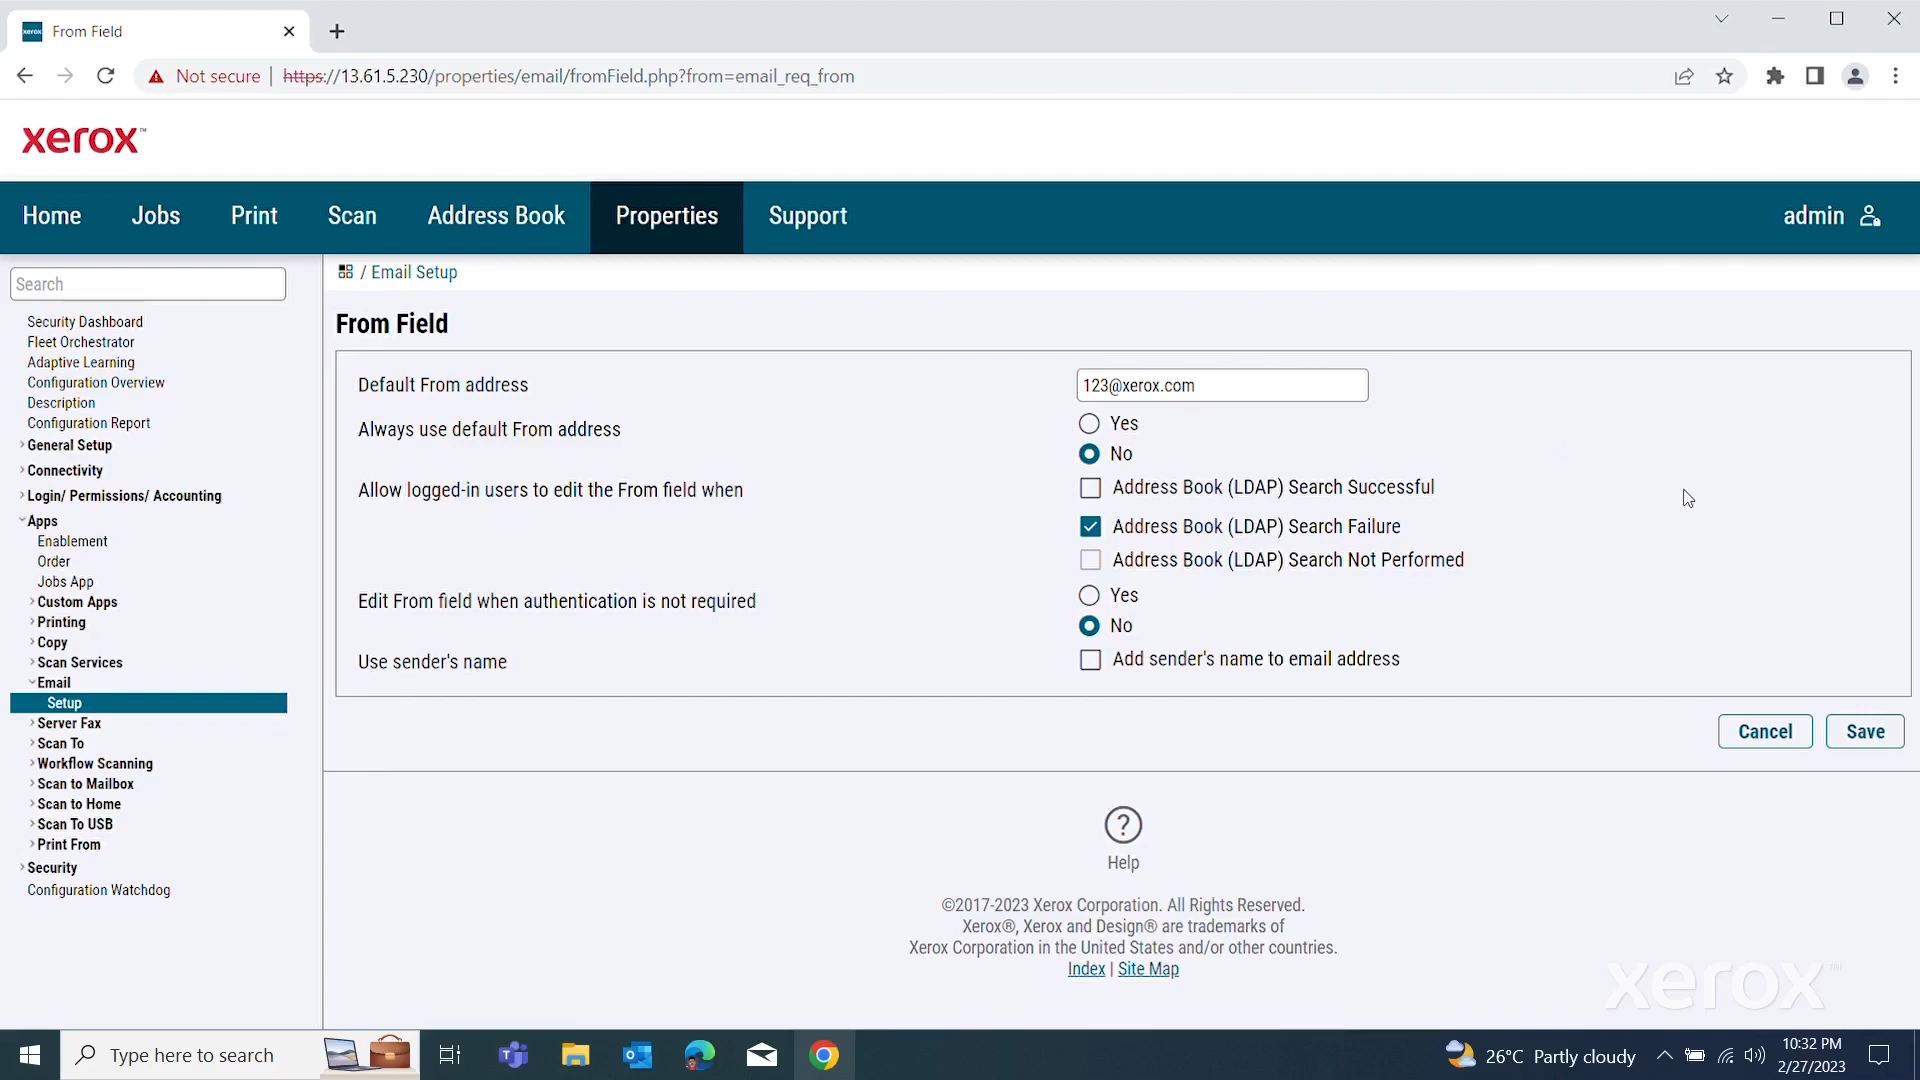 xerox
From Field
Not secure
https://13.61.5.230/properties/email/fromField.php?from=email_req_from
xerox™
Home
Jobs
Print
Scan
Address Book
Properties
Support
admin
Search
/ Email Setup
Security Dashboard
Fleet Orchestrator
Adaptive Learning
Configuration Overview
Description
Configuration Report
General Setup
Connectivity
Login/ Permissions/ Accounting
Apps
Enablement
Order
Jobs App
Custom Apps
Printing
Copy
Scan Services
Email
Setup
Server Fax
Scan To
Workflow Scanning
Scan to Mailbox
Scan to Home
Scan To USB
Print From
Security
Configuration Watchdog
From Field
Default From address
123@xerox.com
Always use default From address
Yes
No
Allow logged-in users to edit the From field when
Address Book (LDAP) Search Successful
Address Book (LDAP) Search Failure
Address Book (LDAP) Search Not Performed
Edit From field when authentication is not required
Yes
No
Use sender's name
Add sender's name to email address
Cancel
Save
?
Help
©2017-2023 Xerox Corporation. All Rights Reserved.
Xerox®, Xerox and Design® are trademarks of
Xerox Corporation in the United States and/or other countries.
Index | Site Map
xerox™
Type here to search
26°C Partly cloudy
10:32 PM
2/27/2023